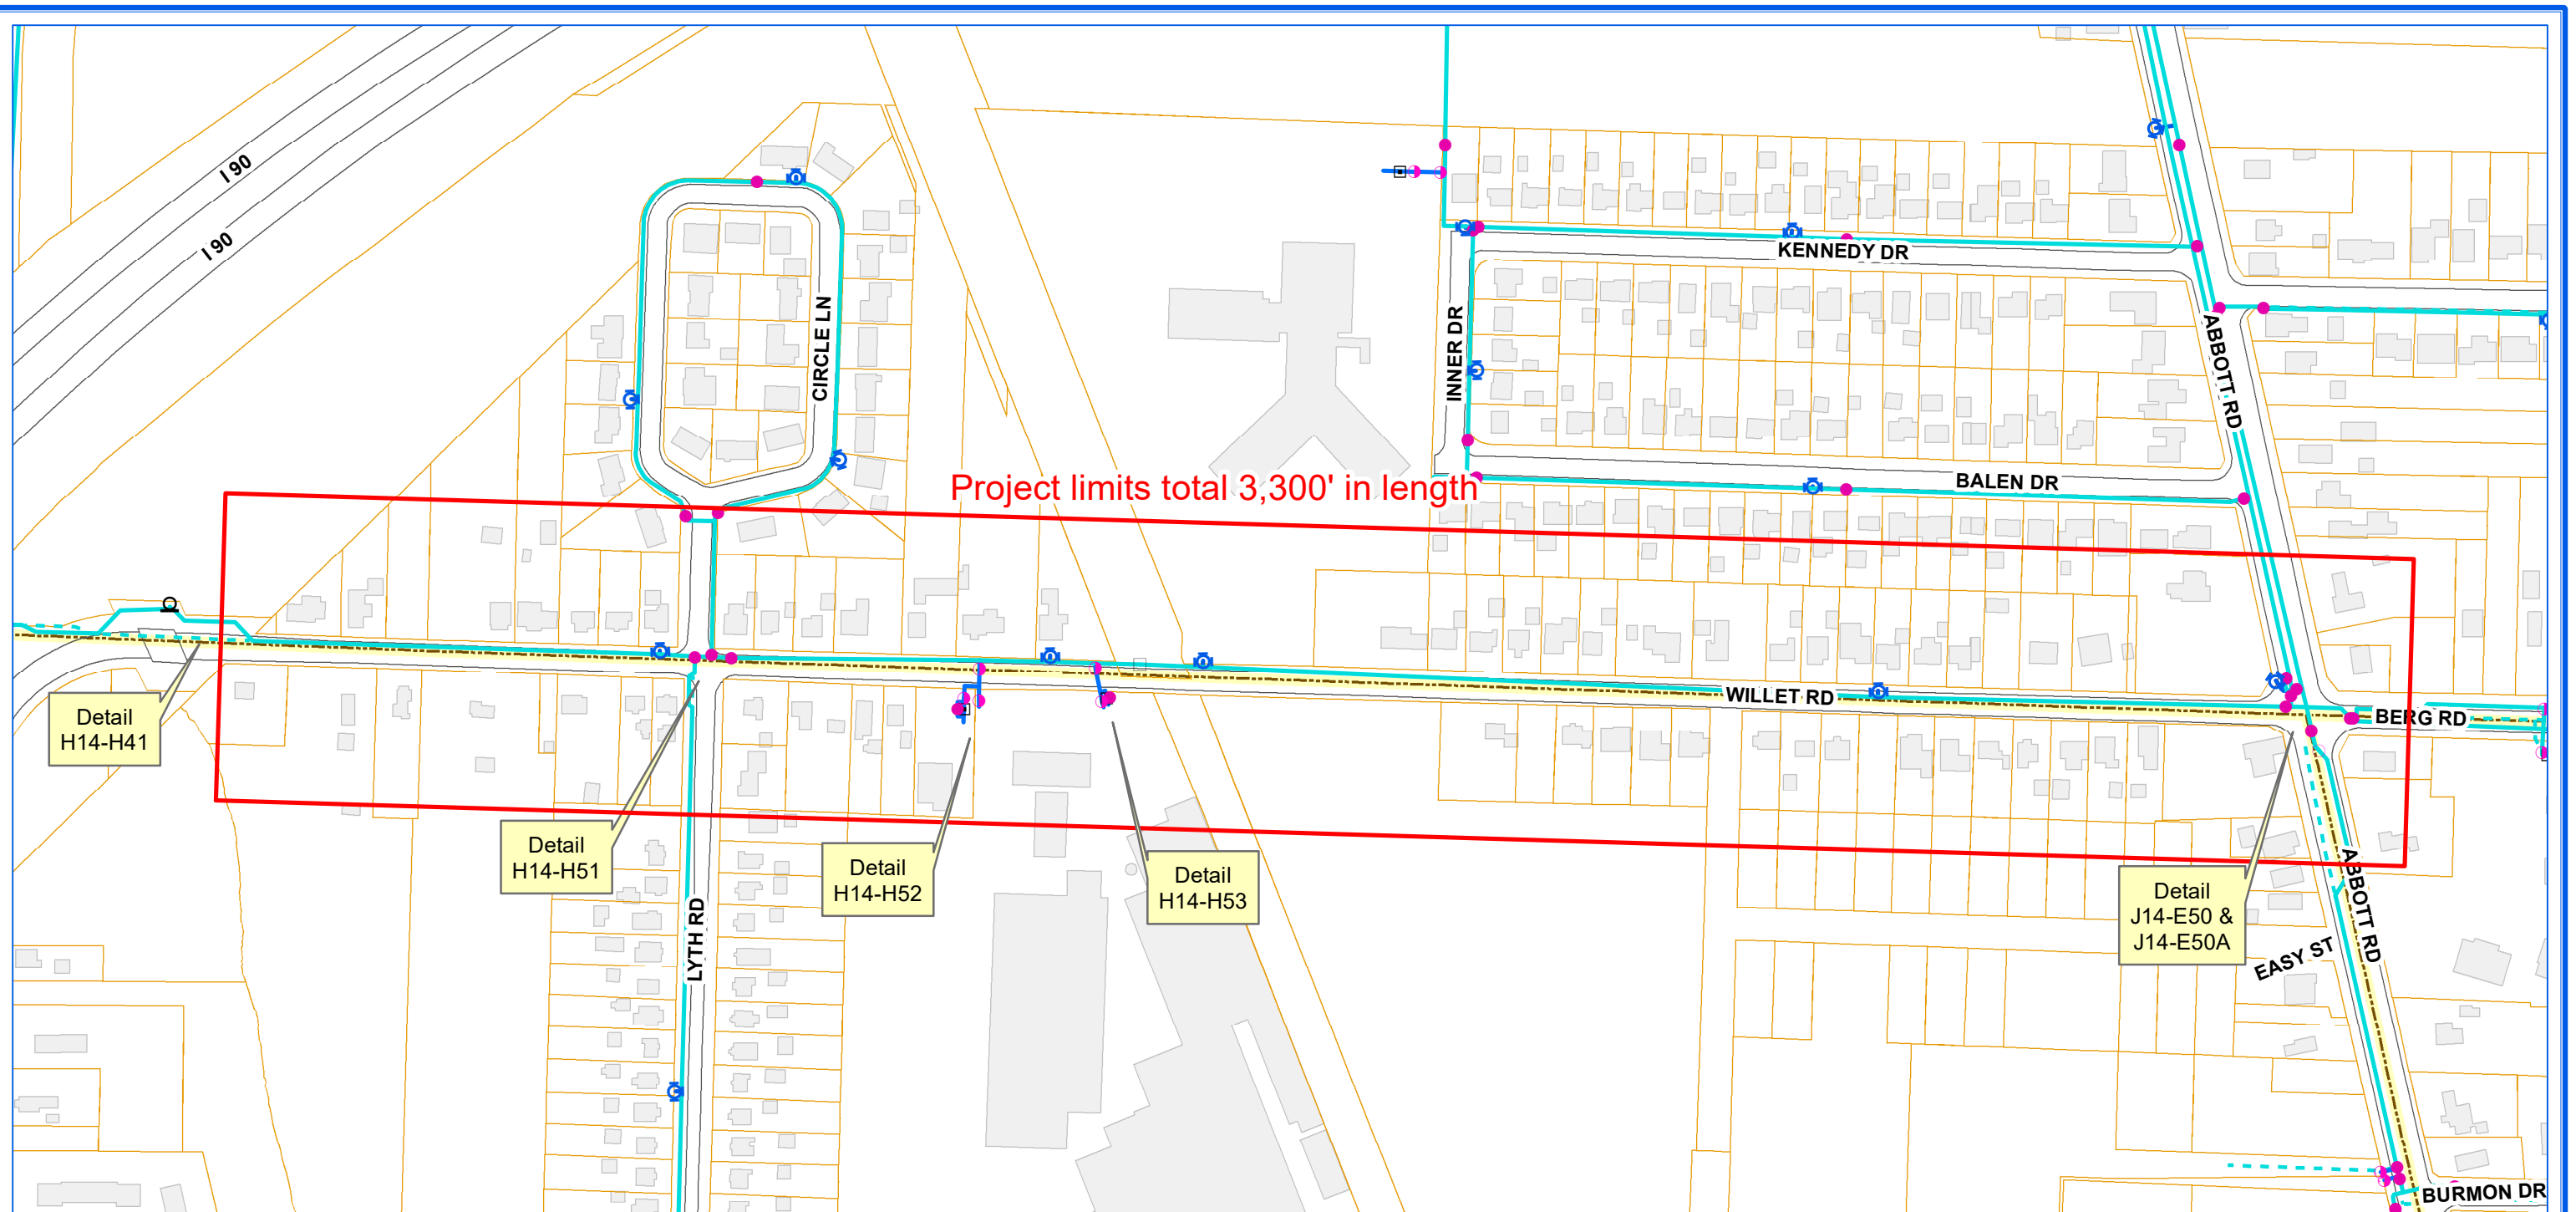 I 90
I 90
KENNEDY DR
CIRCLE LN
INNER DR
ABBOTT RD
Project limits total 3,300' in length
BALEN DR
WILLET RD
BERG RD
Detail
H14-H41
Detail
H14-H51
Detail
H14-H52
Detail
H14-H53
Detail
J14-E50 &
J14-E50A
LYTH RD
ABBOTT RD
EASY ST
BURMON DR